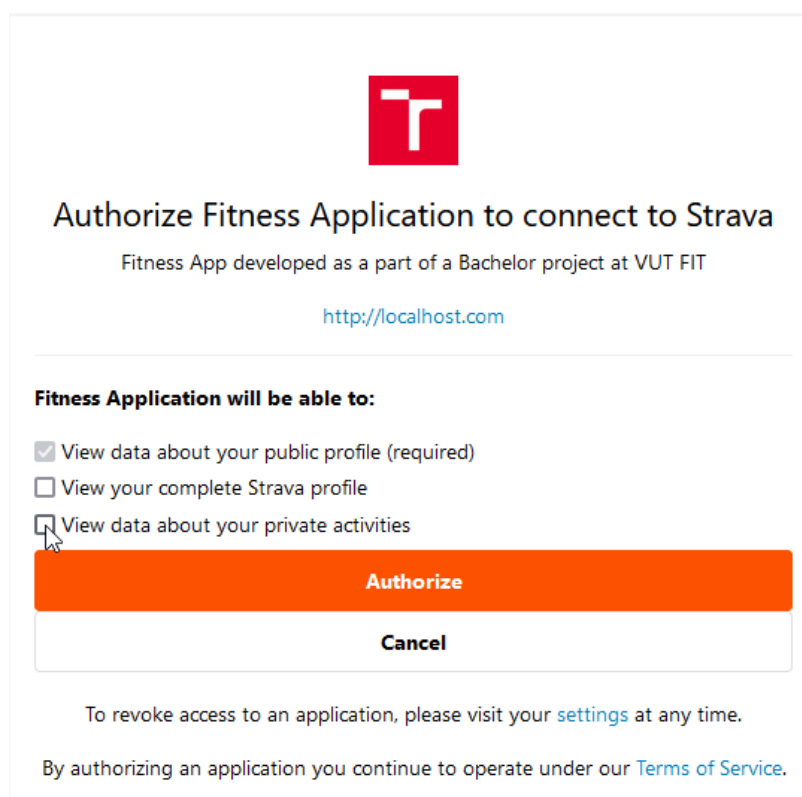 Authorize Fitness Application to connect to Strava
Fitness App developed as a part of a Bachelor project at VUT FIT
http://localhost.com
Fitness Application will be able to:
View data about your public profile (required)
View your complete Strava profile
View data about your private activities
Authorize
Cancel
To revoke access to an application, please visit your settings at any time.
By authorizing an application you continue to operate under our Terms of Service.